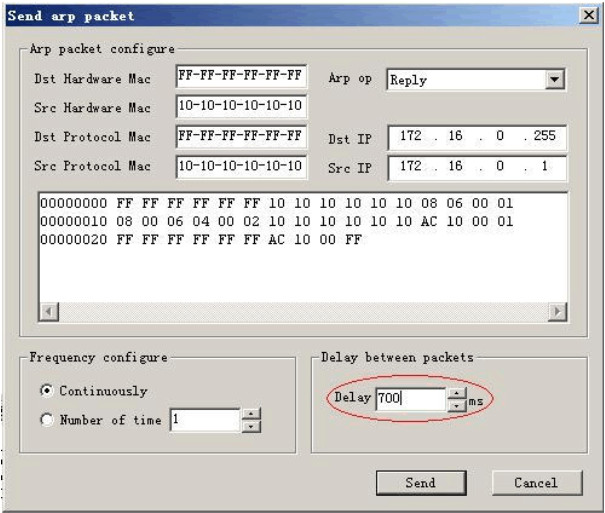 Send arp packet
Arp packet configure
Dst Hardware Mac FF-FF-FF-FF-FF-FF Arp op Reply
Src Hardware Mac 10-10-10-10-10-10
Dst Protocol Mac FF-FF-FF-FF-FF-FF Dst IP 172 . 16 . 0 . 255
Src Protocol Mac 10-10-10-10-10-10 Src IP 172 . 16 . 0 . 1
00000000 FF FF FF FF FF FF 10 10 10 10 10 10 08 06 00 01
00000010 08 00 06 04 00 02 10 10 10 10 10 10 AC 10 00 01
00000020 FF FF FF FF FF FF AC 10 00 FF
Frequency configure Delay between packets
Continuously Delay 700 ms
Number of time 1
Send Cancel